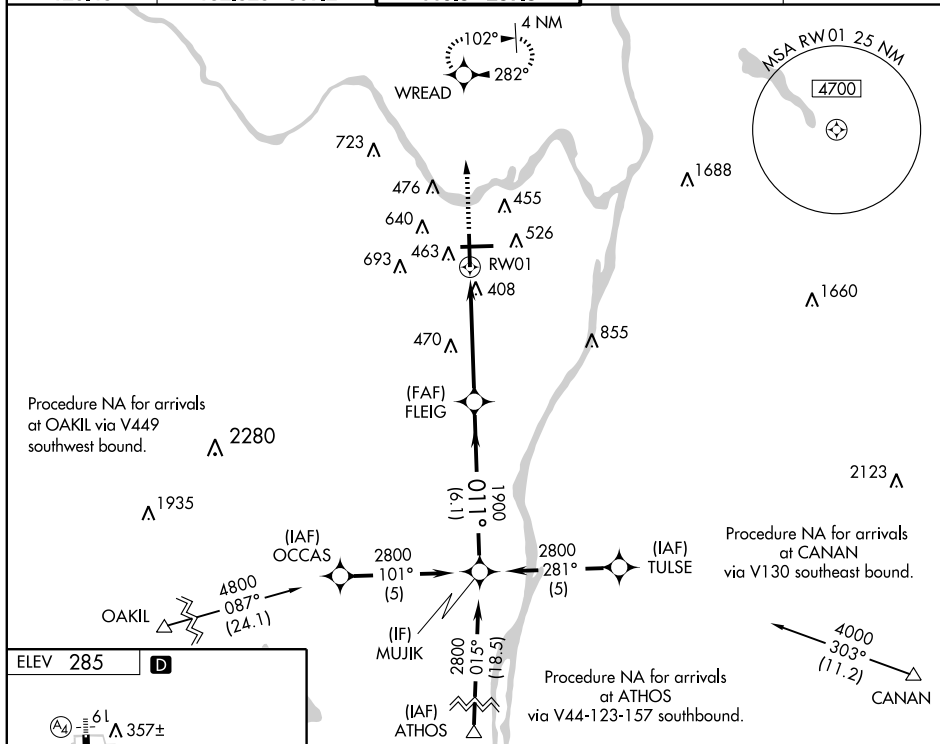 4 NM
102°
282°
WREAD
MSA RW01 25 NM
4700
723
476
455
1688
640
526
463
693
RW01
408
1660
470
855
(FAF)
FLEIG
Procedure NA for arrivals
at OAKIL via V449
southwest bound.
2280
1935
1900
011°
(6.1)
2123
(IAF)
OCCAS
2800
101°
(5)
2800
281°
(5)
(IAF)
TULSE
Procedure NA for arrivals
at CANAN
via V130 southeast bound.
4800
087°
(24.1)
OAKIL
(IF)
MUJIK
2800
015°
(18.5)
4000
303°
(11.2)
CANAN
(IAF)
ATHOS
Procedure NA for arrivals
at ATHOS
via V44-123-157 southbound.
ELEV 285
D
A4
19
357±